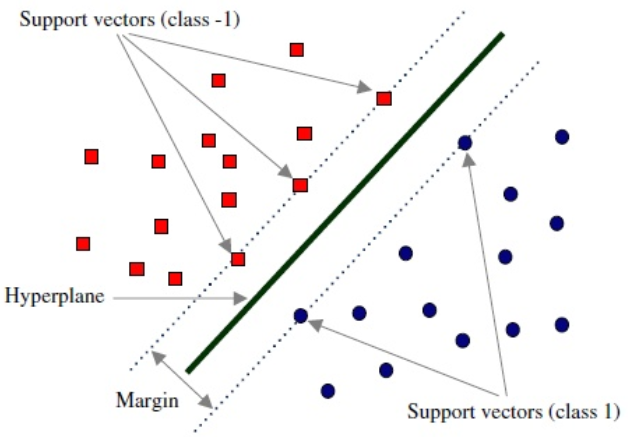 Support vectors (class -1)
Hyperplane
Margin
Support vectors (class 1)